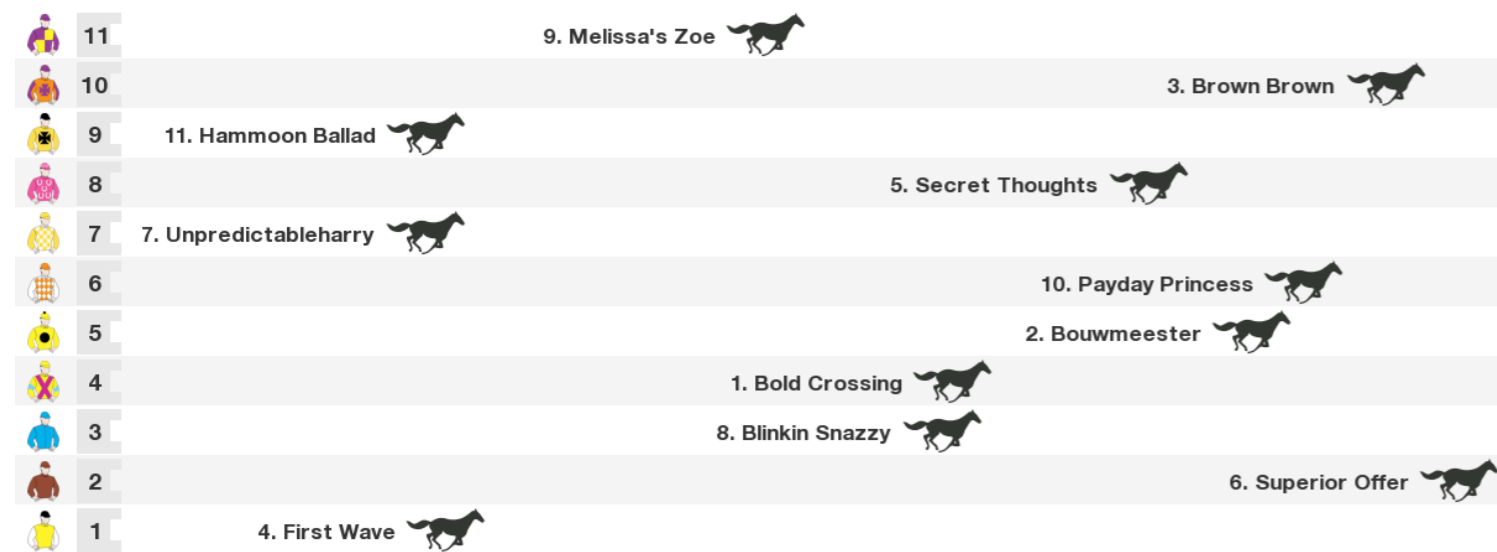 11 9. Melissa's Zoe
10 3. Brown Brown
9 11. Hammoon Ballad
8 5. Secret Thoughts
7 7. Unpredictableharry
6 10. Payday Princess
5 2. Bouwmeester
4 1. Bold Crossing
3 8. Blinkin Snazzy
2 6. Superior Offer
1 4. First Wave